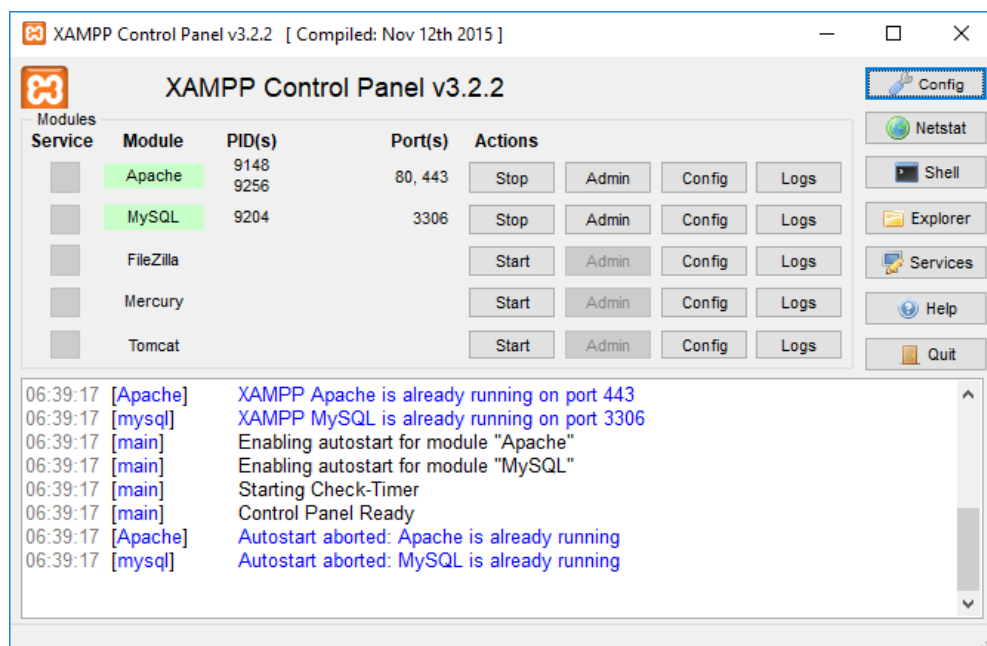 XAMPP Control Panel v3.2.2 [ Compiled: Nov 12th 2015 ]
XAMPP Control Panel v3.2.2
Config
Modules
Service Module PID(s) Port(s) Actions
Netstat
Apache 9148 9256 80, 443 Stop Admin Config Logs
Shell
MySQL 9204 3306 Stop Admin Config Logs
Explorer
FileZilla Start Admin Config Logs
Services
Mercury Start Admin Config Logs
Help
Tomcat Start Admin Config Logs
Quit
06:39:17 [Apache] XAMPP Apache is already running on port 443
06:39:17 [mysql] XAMPP MySQL is already running on port 3306
06:39:17 [main] Enabling autostart for module "Apache"
06:39:17 [main] Enabling autostart for module "MySQL"
06:39:17 [main] Starting Check-Timer
06:39:17 [main] Control Panel Ready
06:39:17 [Apache] Autostart aborted: Apache is already running
06:39:17 [mysql] Autostart aborted: MySQL is already running